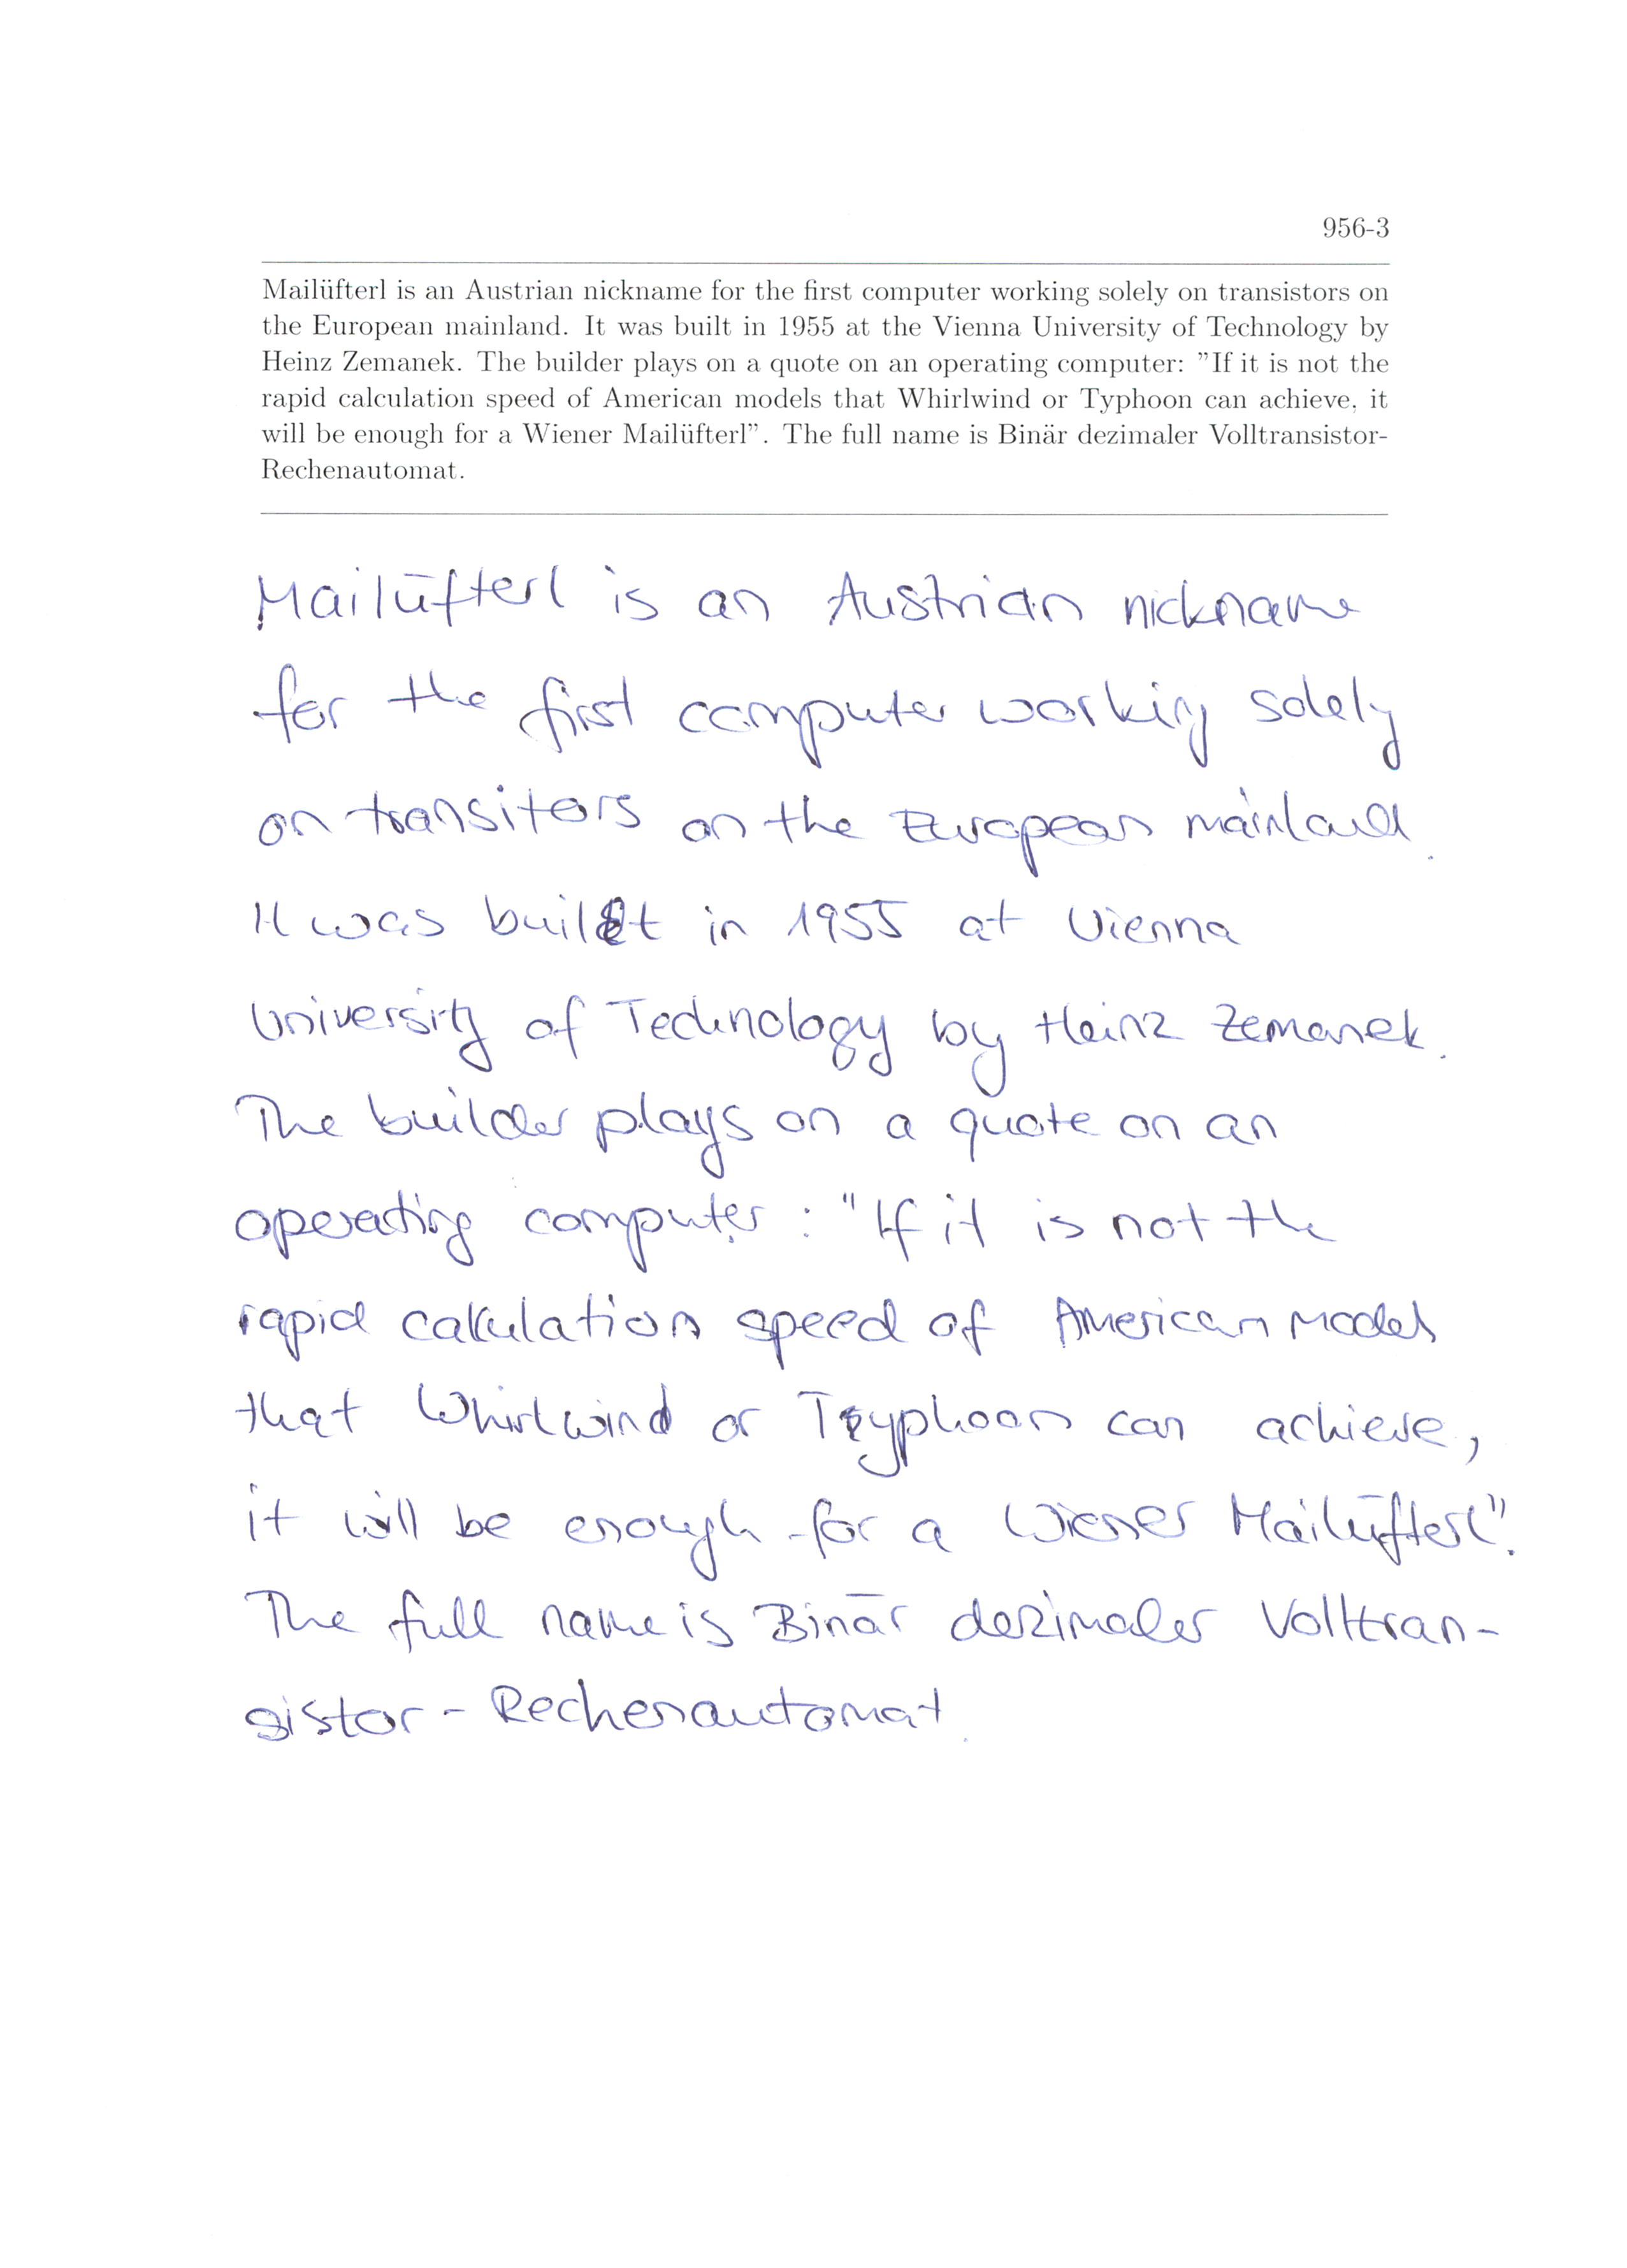 956-3
Mailüfterl is an Austrian nickname for the first computer working solely on transistors on
the European mainland. It was built in 1955 at the Vienna University of Technology by
Heinz Zemanek. The builder plays on a quote on an operating computer: "If it is not the
rapid calculation speed of American models that Whirlwind or Typhoon can achieve, it
will be enough for a Wiener Mailüfterl". The full name is Binär dezimaler Volltransistor-
Rechenautomat.
Mailüfterl is an Austrian nickname
for the first computer working solely
on transitors on the European mainland.
It was built in 1955 at Vienna
University of Technology by Heinz Zemanek.
The builder plays on a quote on an
operating computer : "If it is not the
rapid calculation speed of American models
that Whirlwind or Typhoon can achieve,
it will be enough for a Wiener Mailüfterl".
The full name is Binär dezimaler Volltran-
sistor-Rechenautomat.